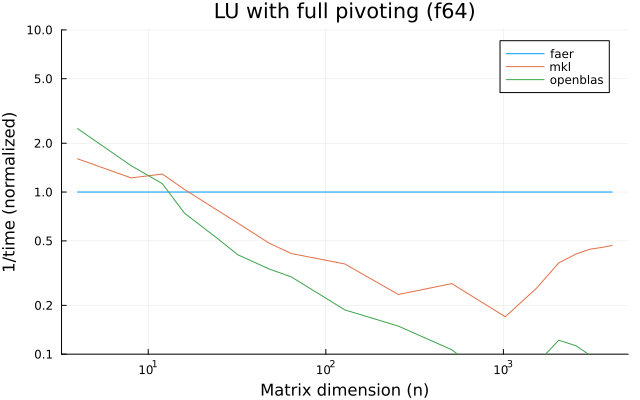 LU with full pivoting (f64)
faer
mkl
openblas
1/time (normalized)
10.0
5.0
2.0
1.0
0.5
0.2
0.1
10¹ 10² 10³
Matrix dimension (n)